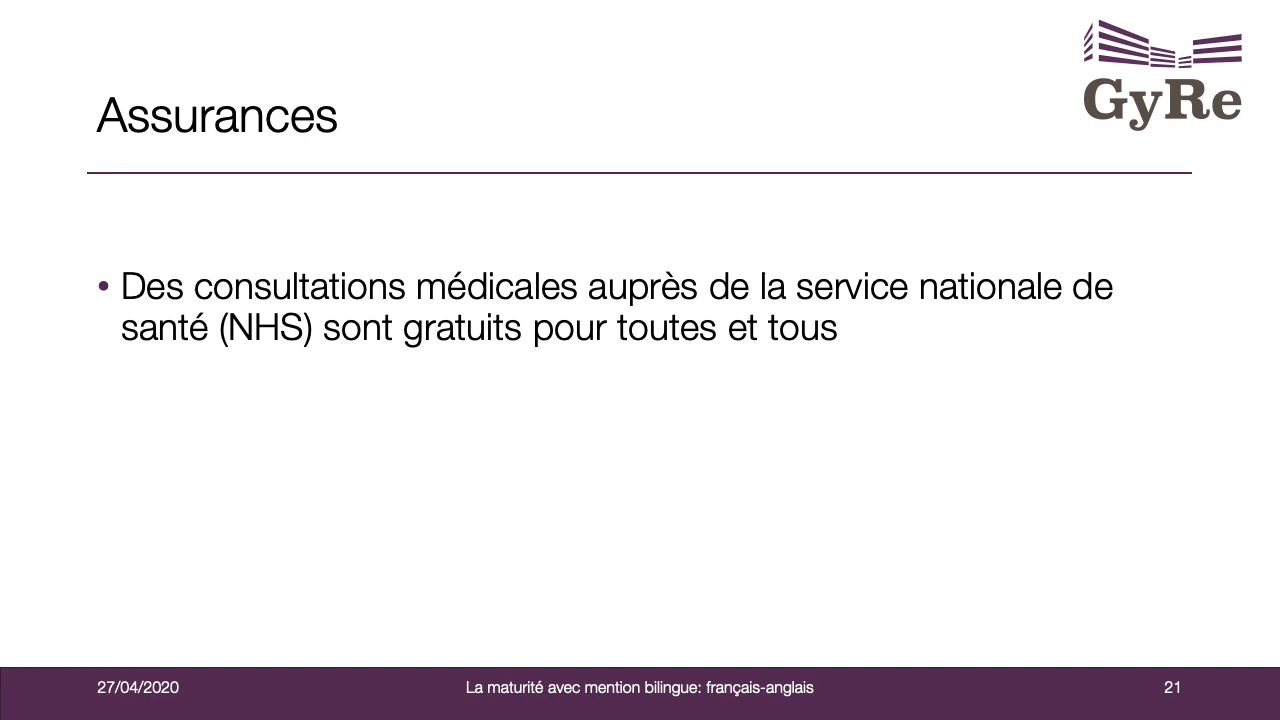 GyRe
Assurances
• Des consultations médicales auprès de la service nationale de
santé (NHS) sont gratuits pour toutes et tous
27/04/2020
La maturité avec mention bilingue: français-anglais
21